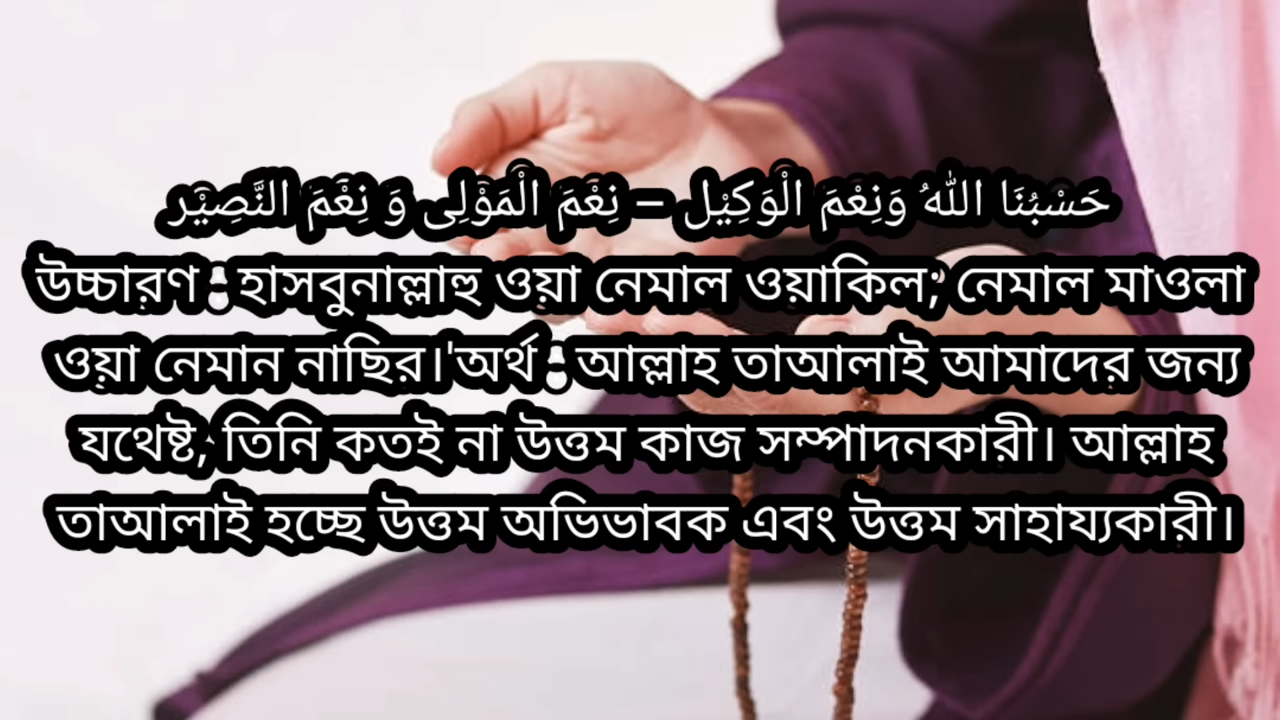 حَسْبُنَا اللهُ وَنِعْمَ الْوَكِيْل – نِعْمَ الْمَوْلِى وَ نِعْمَ النَّصِيْر
উচ্চারণ : হাসবুনাল্লাহু ওয়া নেমাল ওয়াকিল; নেমাল মাওলা
ওয়া নেমান নাছির।'অর্থ : আল্লাহ তাআলাই আমাদের জন্য
যথেষ্ট, তিনি কতই না উত্তম কাজ সম্পাদনকারী। আল্লাহ
তাআলাই হচ্ছে উত্তম অভিভাবক এবং উত্তম সাহায্যকারী।